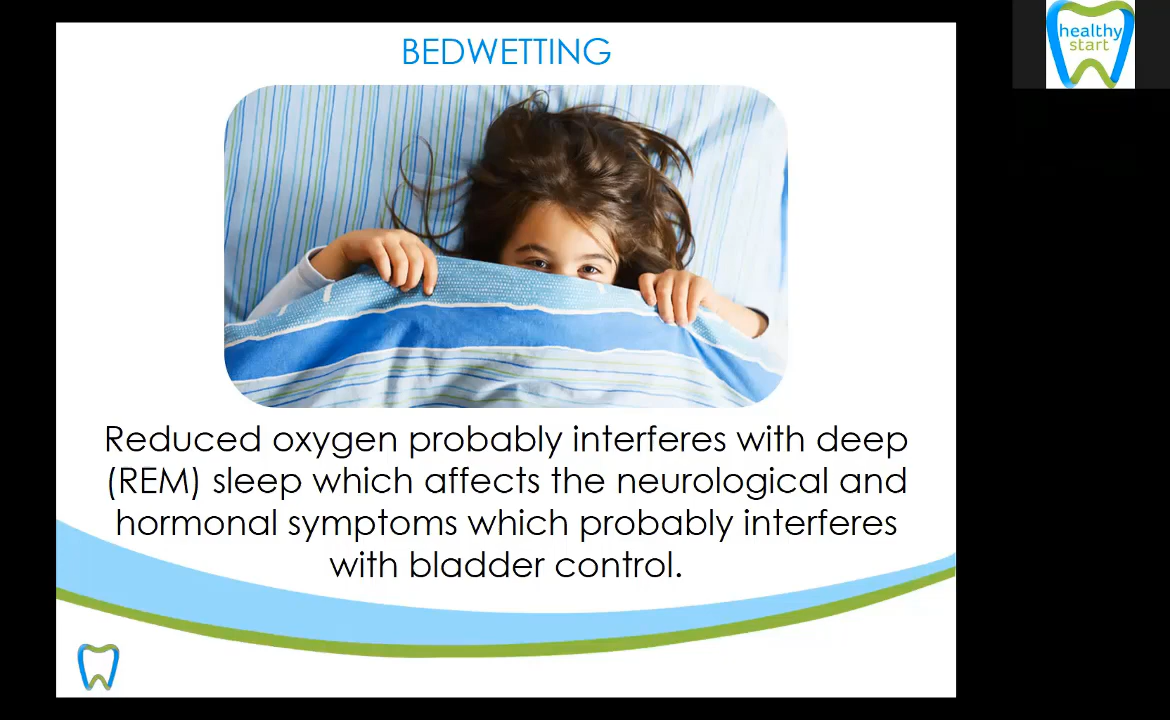 BEDWETTING
healthy
start
Reduced oxygen probably interferes with deep
(REM) sleep which affects the neurological and
hormonal symptoms which probably interferes
with bladder control.